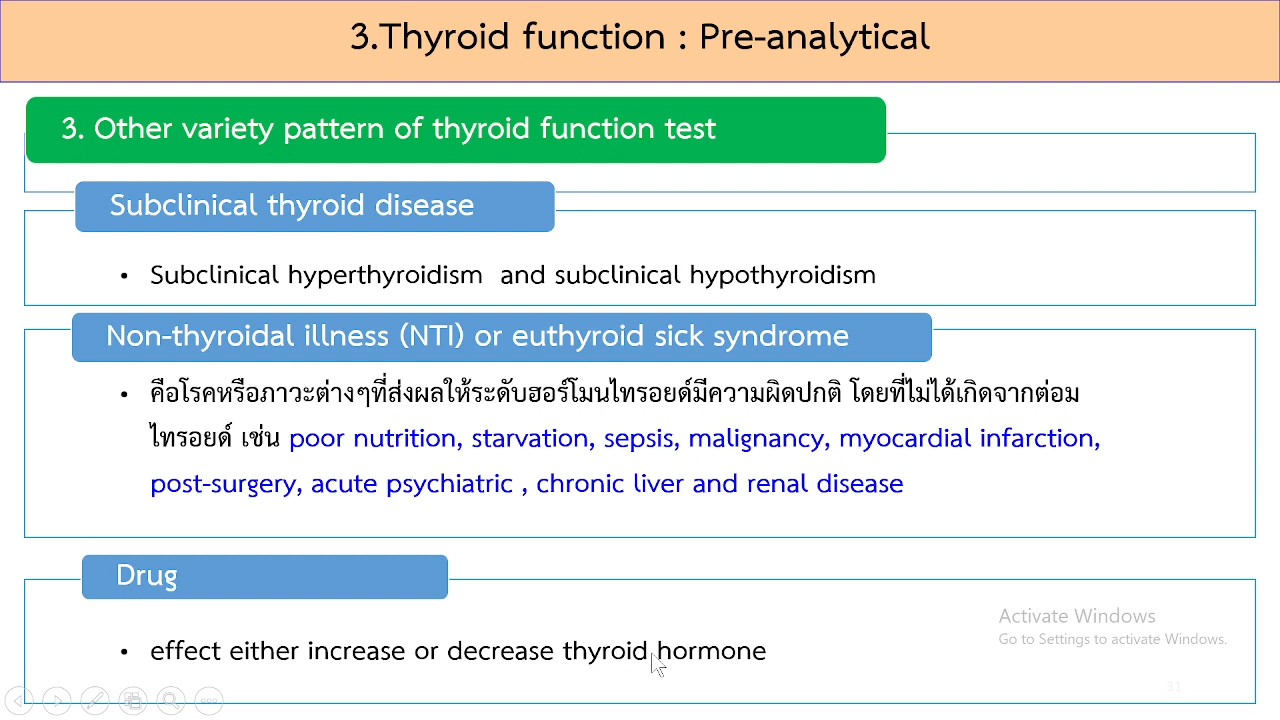 3.Thyroid function : Pre-analytical
3. Other variety pattern of thyroid function test
Subclinical thyroid disease
• Subclinical hyperthyroidism and subclinical hypothyroidism
Non-thyroidal illness (NTI) or euthyroid sick syndrome
• คือโรคหรือภาวะต่างๆที่ส่งผลให้ระดับฮอร์โมนไทรอยด์มีความผิดปกติ โดยที่ไม่ได้เกิดจากต่อม
ไทรอยด์ เช่น poor nutrition, starvation, sepsis, malignancy, myocardial infarction,
post-surgery, acute psychiatric , chronic liver and renal disease
Drug
• effect either increase or decrease thyroid hormone
Activate Windows
Go to Settings to activate Windows.
31